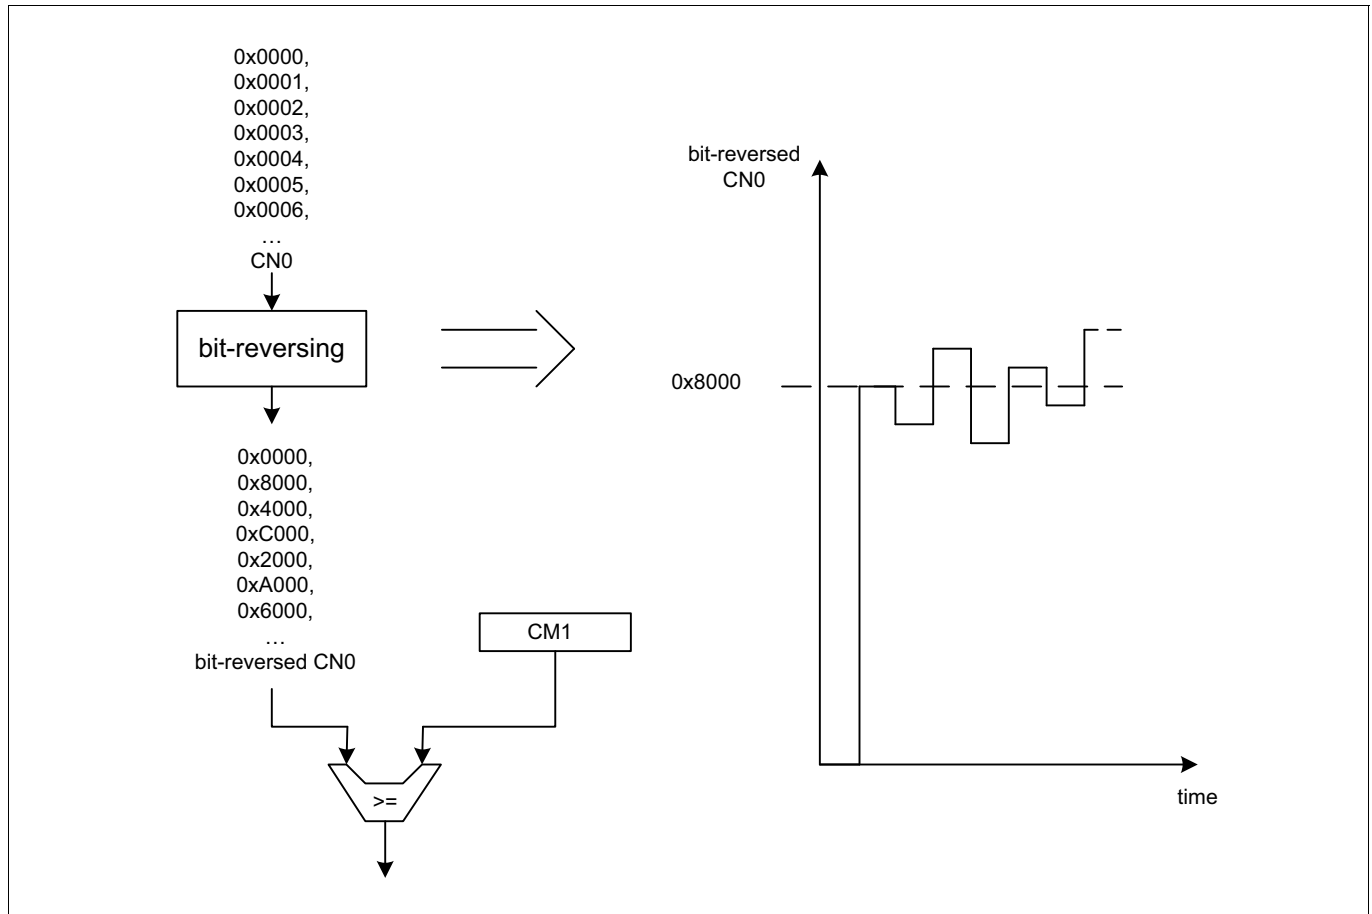 0x0000,
0x0001,
0x0002,
0x0003,
0x0004,
0x0005,
0x0006,
...
CN0
bit-reversing
0x0000,
0x8000,
0x4000,
0xC000,
0x2000,
0xA000,
0x6000,
...
bit-reversed CN0
CM1
>=
bit-reversed
CN0
0x8000
time